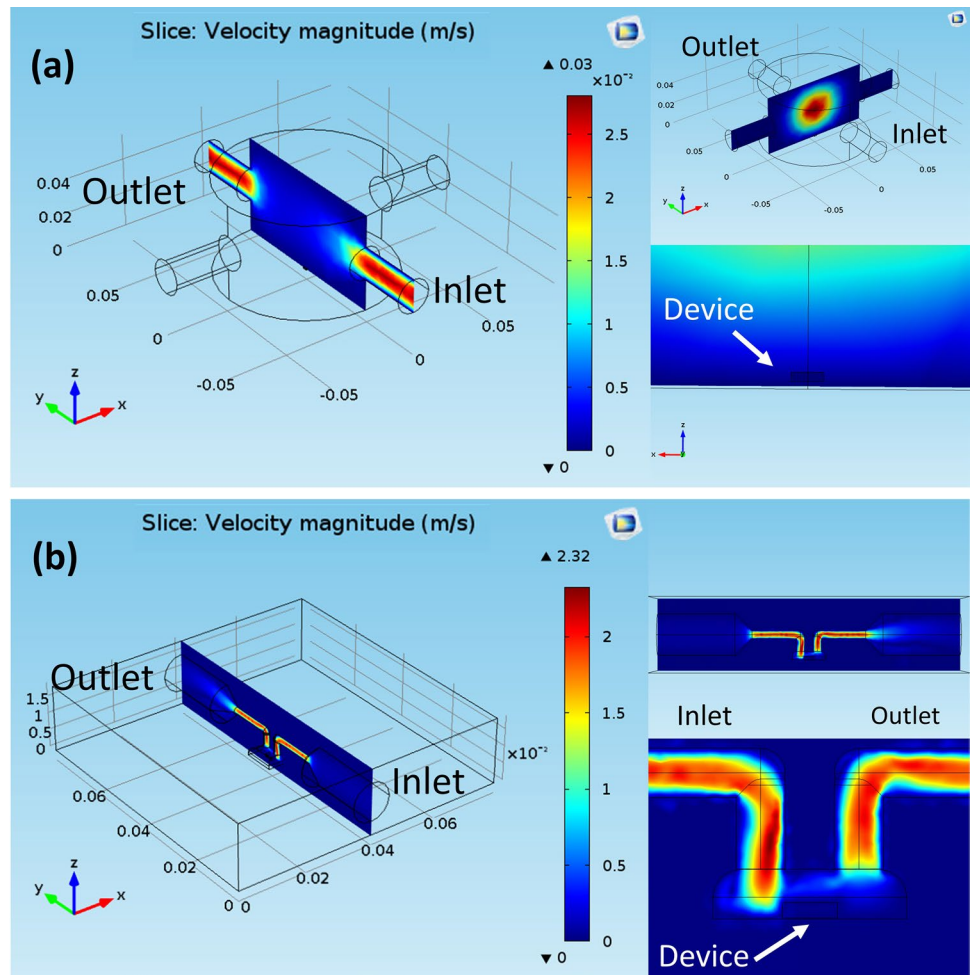 Slice: Velocity magnitude (m/s)
(a)
▲ 0.03
×10⁻²
2.5
2
1.5
1
0.5
0
▼ 0
0.04
0.02
0
0.05
0
-0.05
-0.05
0
0.05
Outlet
Inlet
z
y
x
Outlet
0.04
0.02
0
0.05
0
-0.05
-0.05
0
0.05
Inlet
z
y
x
Device
z
x
Slice: Velocity magnitude (m/s)
(b)
▲ 2.32
2
1.5
1
0.5
0
▼ 0
Outlet
1.5
1
0.5
0
×10⁻²
Inlet
0.06
0.04
0.02
0
0
0.02
0.04
0.06
z
y
x
Inlet
Outlet
Device